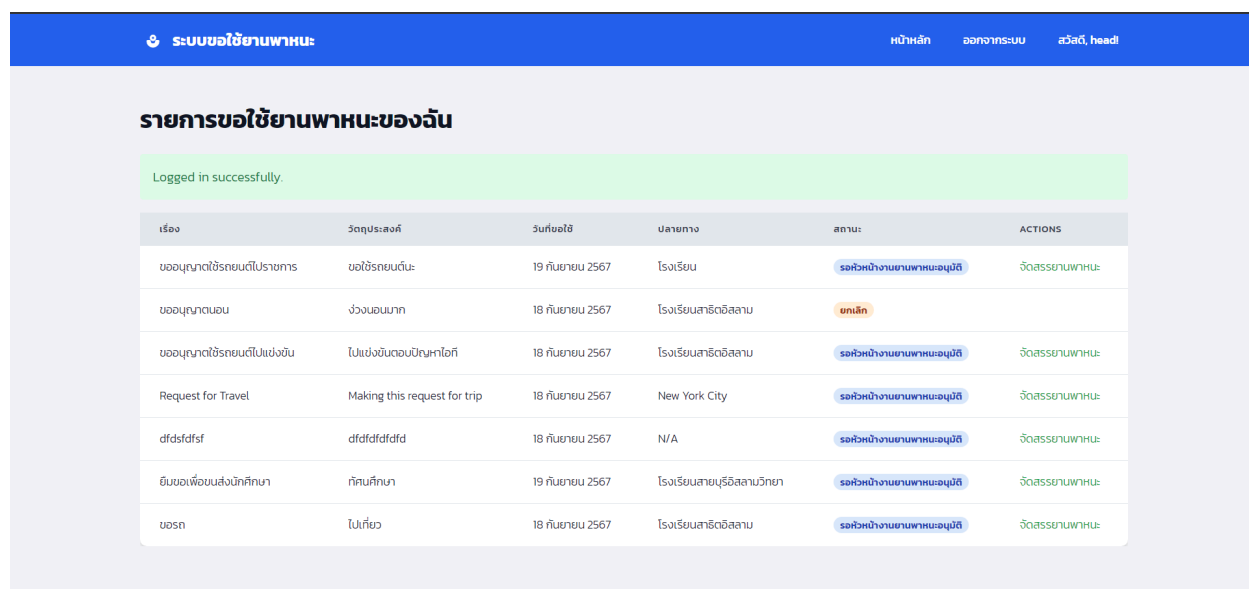 ระบบขอใช้ยานพาหนะ หน้าหลัก ออกจากระบบ สวัสดี, head!
รายการขอใช้ยานพาหนะของฉัน
Logged in successfully.
เรื่อง วัตถุประสงค์ วันที่ขอใช้ ปลายทาง สถานะ ACTIONS
ขออนุญาตใช้รถยนต์ไปราชการ ขอใช้รถยนต์นะ 19 กันยายน 2567 โรงเรียน รอหัวหน้างานยานพาหนะอนุมัติ จัดสรรยานพาหนะ
ขออนุญาตนอน ง่วงนอนมาก 18 กันยายน 2567 โรงเรียนสาธิตอิสลาม ยกเลิก
ขออนุญาตใช้รถยนต์ไปแข่งขัน ไปแข่งขันตอบปัญหาไอที 18 กันยายน 2567 โรงเรียนสาธิตอิสลาม รอหัวหน้างานยานพาหนะอนุมัติ จัดสรรยานพาหนะ
Request for Travel Making this request for trip 18 กันยายน 2567 New York City รอหัวหน้างานยานพาหนะอนุมัติ จัดสรรยานพาหนะ
dfdsfdfsf dfdfdfdfdfd 18 กันยายน 2567 N/A รอหัวหน้างานยานพาหนะอนุมัติ จัดสรรยานพาหนะ
ยืมขอเพื่อขนส่งนักศึกษา ทัศนศึกษา 19 กันยายน 2567 โรงเรียนสายบุรีอิสลามวิทยา รอหัวหน้างานยานพาหนะอนุมัติ จัดสรรยานพาหนะ
ขอรถ ไปเที่ยว 18 กันยายน 2567 โรงเรียนสาธิตอิสลาม รอหัวหน้างานยานพาหนะอนุมัติ จัดสรรยานพาหนะ